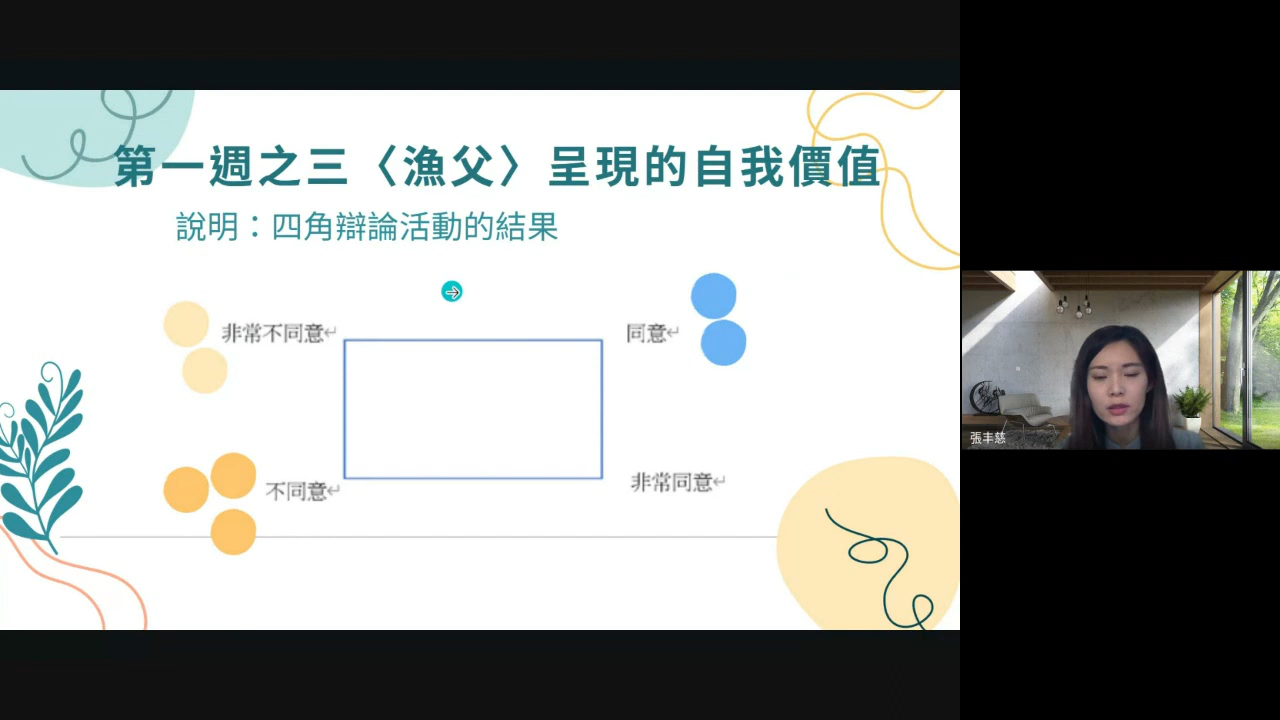 第一週之三〈漁父〉呈現的自我價值
說明：四角辯論活動的結果
非常不同意↵
同意↵
不同意↵
非常同意↵
張丰慈